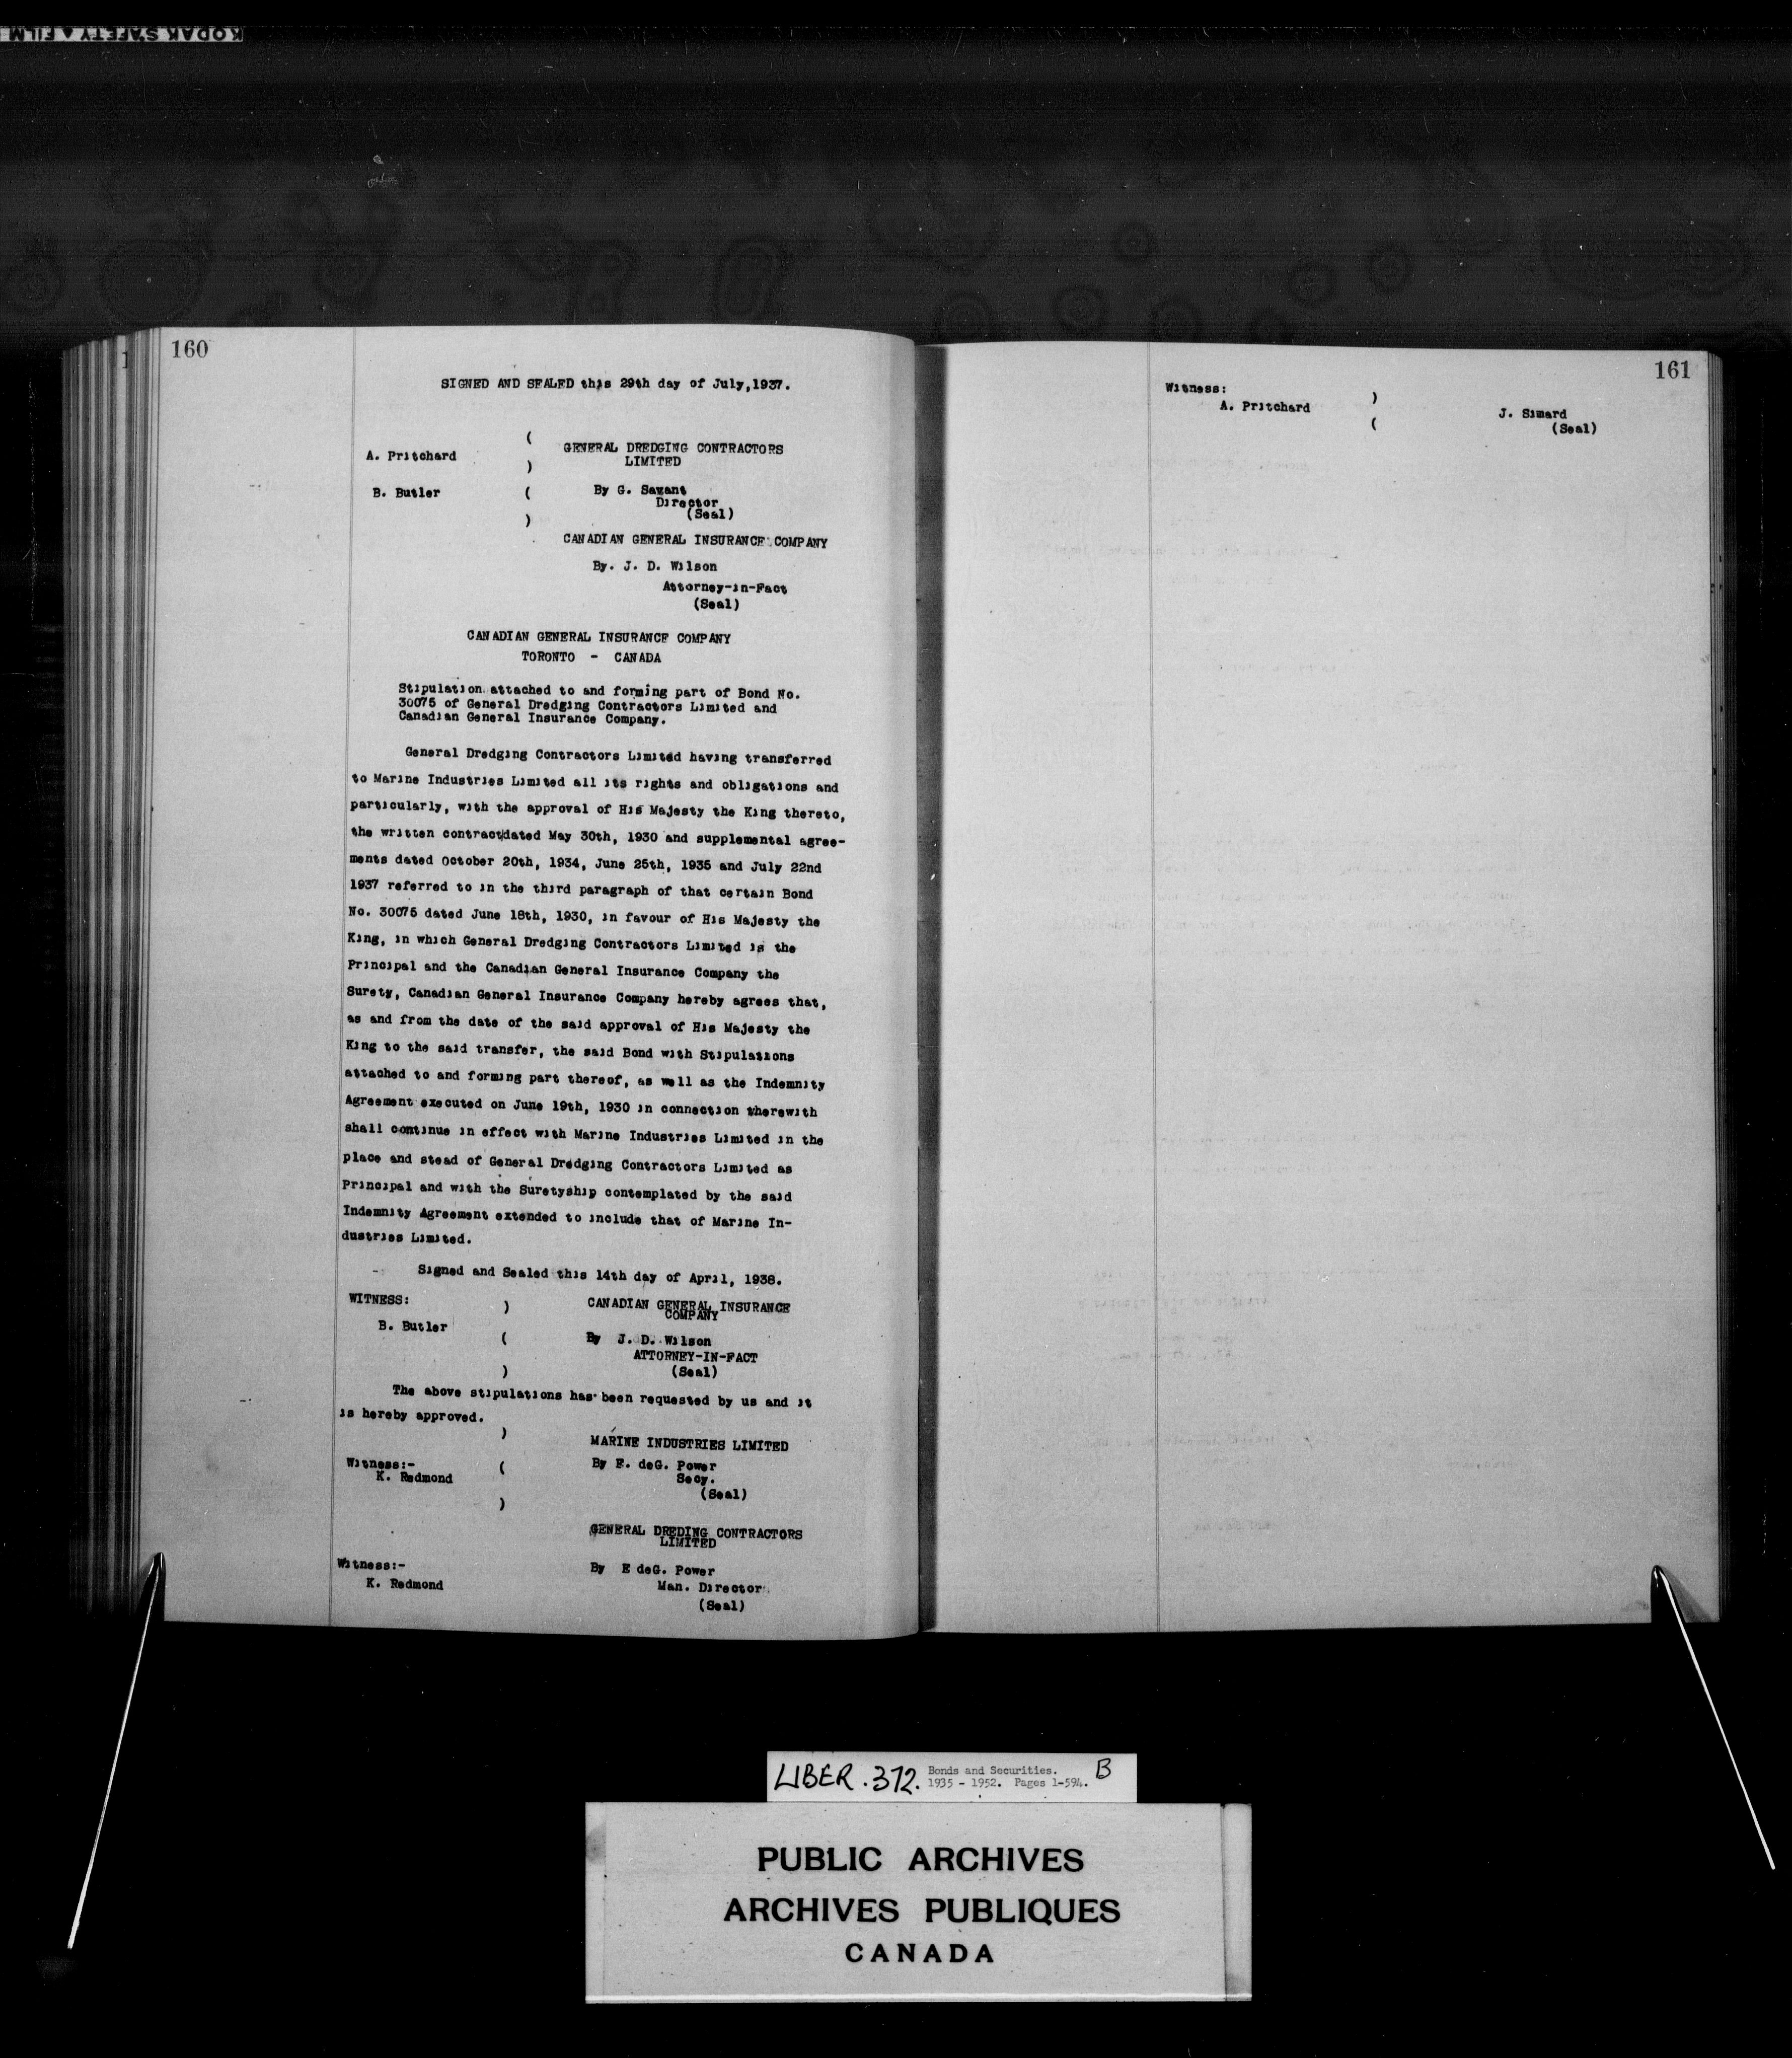 KODAK SAFETY FILM
160
SIGNED AND SEALED this 29th day of July,1937.
(
A. Pritchard ) GENERAL DREDGING CONTRACTORS
LIMITED
B. Butler ( By G. Savant
Director
) (Seal)
CANADIAN GENERAL INSURANCE COMPANY
By. J. D. Wilson
Attorney-in-Fact
(Seal)
CANADIAN GENERAL INSURANCE COMPANY
TORONTO - CANADA
Stipulation attached to and forming part of Bond No.
30075 of General Dredging Contractors Limited and
Canadian General Insurance Company.
General Dredging Contractors Limited having transferred
to Marine Industries Limited all its rights and obligations and
particularly, with the approval of His Majesty the King thereto,
the written contract dated May 30th, 1930 and supplemental agree-
ments dated October 20th, 1934, June 25th, 1935 and July 22nd
1937 referred to in the third paragraph of that certain Bond
No. 30075 dated June 18th, 1930, in favour of His Majesty the
King, in which General Dredging Contractors Limited is the
Principal and the Canadian General Insurance Company the
Surety, Canadian General Insurance Company hereby agrees that,
as and from the date of the said approval of His Majesty the
King to the said transfer, the said Bond with Stipulations
attached to and forming part thereof, as well as the Indemnity
Agreement executed on June 19th, 1930 in connection therewith
shall continue in effect with Marine Industries Limited in the
place and stead of General Dredging Contractors Limited as
Principal and with the Suretyship contemplated by the said
Indemnity Agreement extended to include that of Marine In-
dustries Limited.
Signed and Sealed this 14th day of April, 1938.
WITNESS: ) CANADIAN GENERAL INSURANCE
COMPANY
B. Butler ( By J. D. Wilson
ATTORNEY-IN-FACT
) (Seal)
The above stipulations has been requested by us and it
is hereby approved.
) MARINE INDUSTRIES LIMITED
Witness:- ( By E. deG. Power
K. Redmond Secy.
) (Seal)
GENERAL DREDING CONTRACTORS
LIMITED
Witness:- By E deG. Power
K. Redmond Man. Director
(Seal)
161
Witness: )
A. Pritchard J. Simard
( (Seal)
LIBER.372. Bonds and Securities. B
1935 - 1952. Pages 1-594.
PUBLIC ARCHIVES
ARCHIVES PUBLIQUES
CANADA